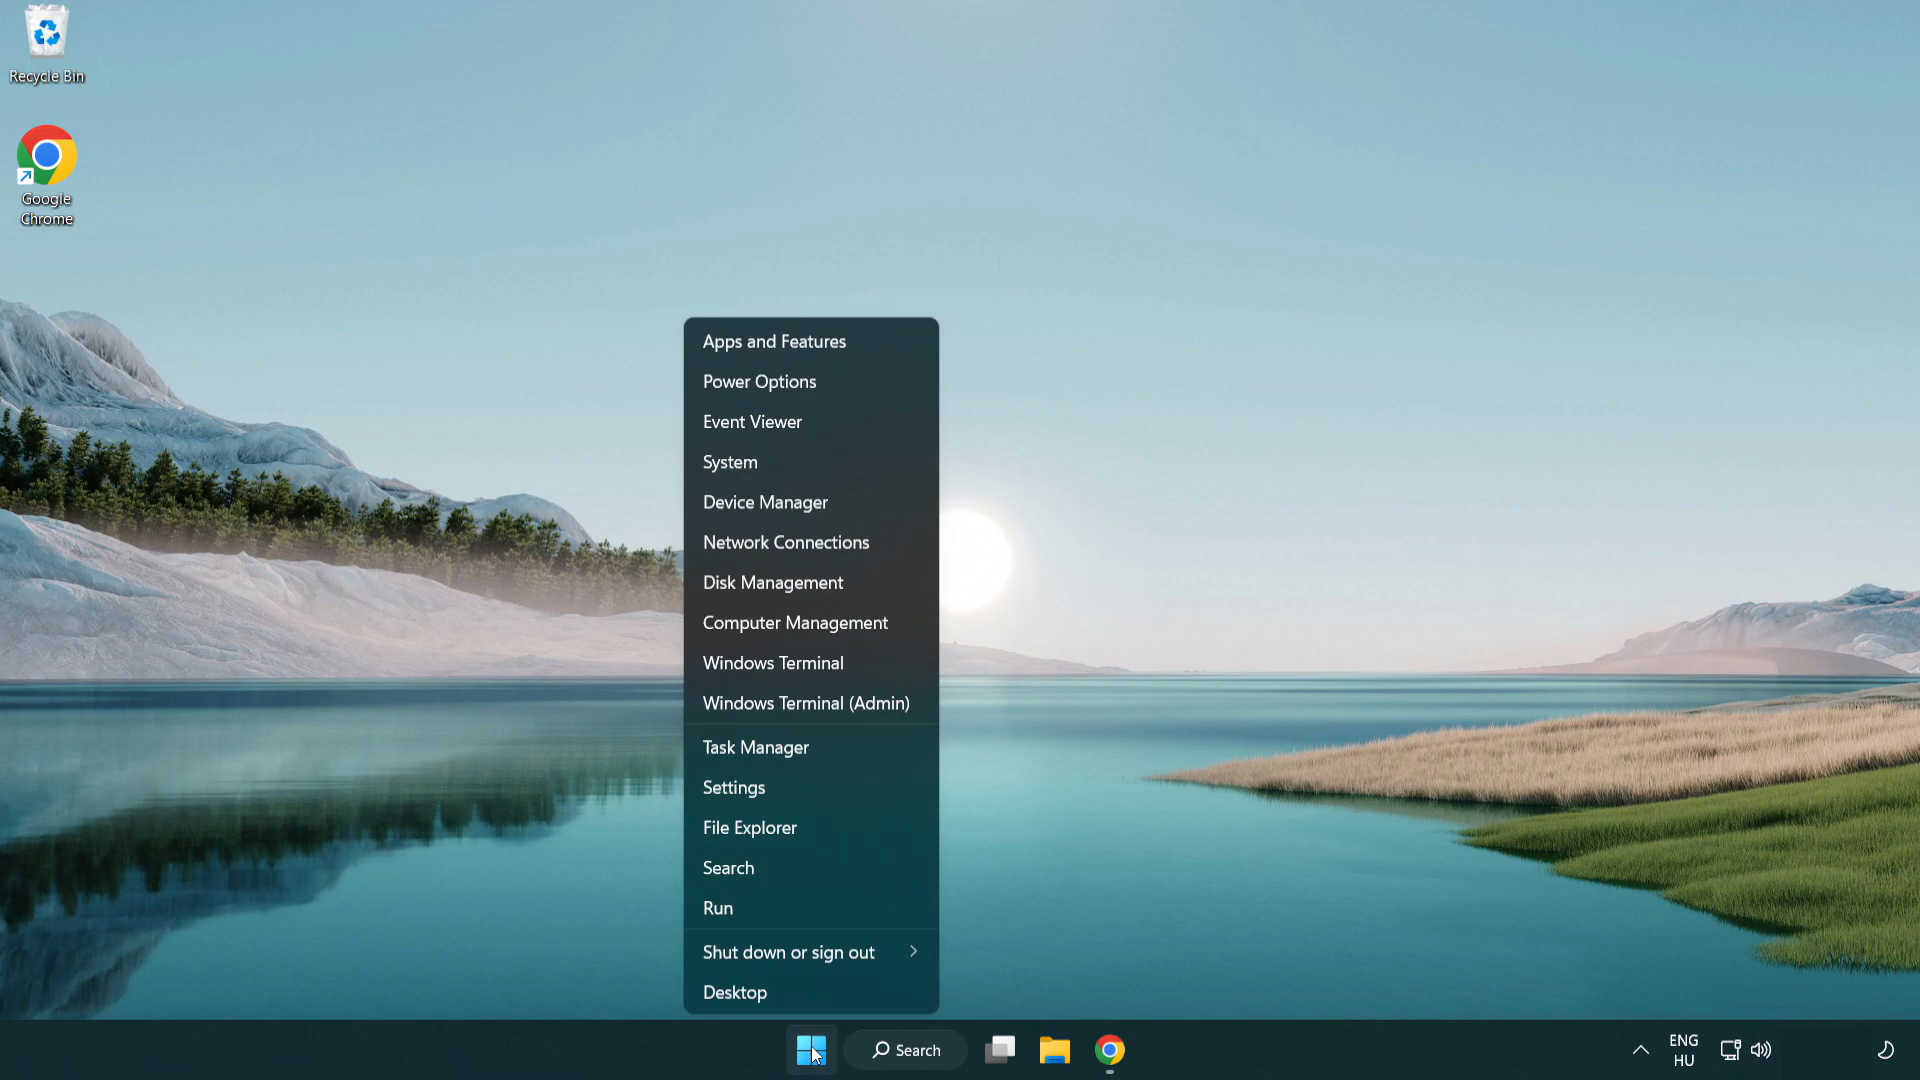 Recycle Bin
Google
Chrome
Apps and Features
Power Options
Event Viewer
System
Device Manager
Network Connections
Disk Management
Computer Management
Windows Terminal
Windows Terminal (Admin)
Task Manager
Settings
File Explorer
Search
Run
Shut down or sign out
Desktop
Search
ENG
HU